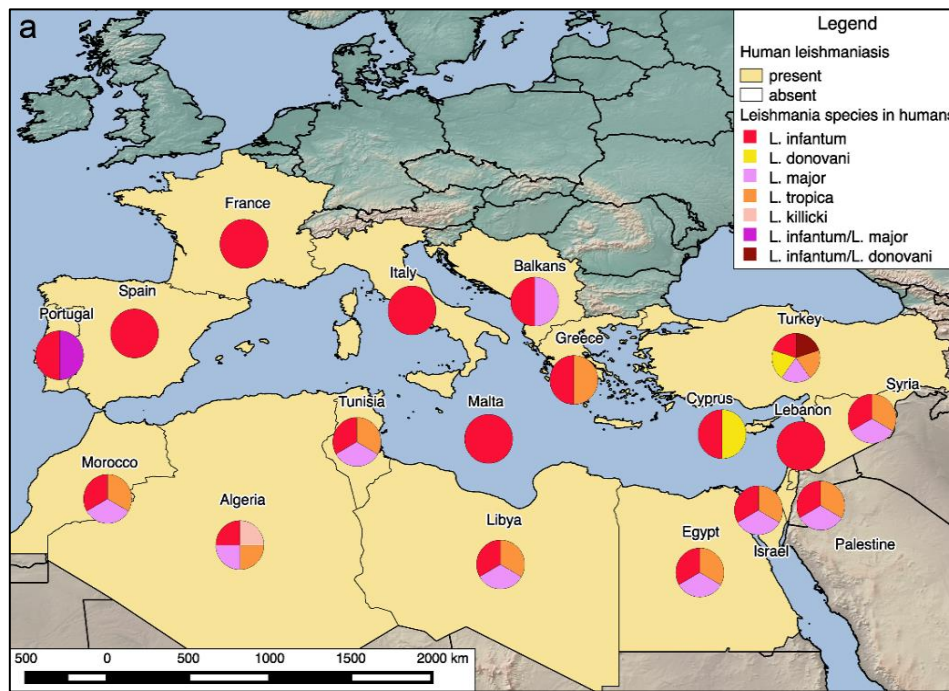 a
Legend
Human leishmaniasis
present
absent
Leishmania species in humans
L. infantum
L. donovani
L. major
L. tropica
L. killicki
L. infantum/L. major
L. infantum/L. donovani
France
Italy
Balkans
Spain
Portugal
Turkey
Greece
Syria
Tunisia
Malta
Cyprus
Lebanon
Morocco
Algeria
Libya
Egypt
Israel
Palestine
500 0 500 1000 1500 2000 km